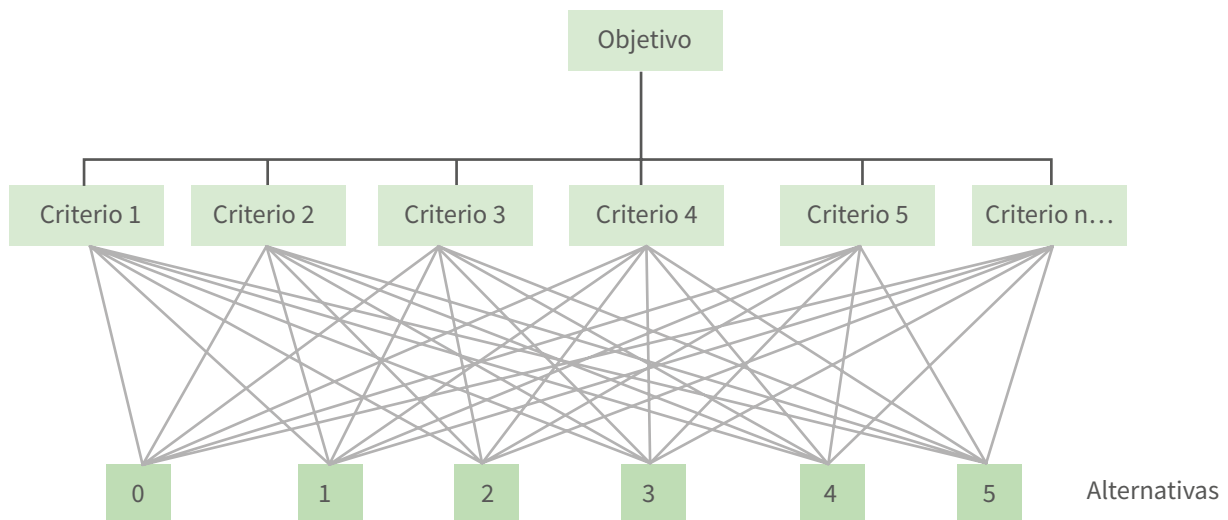 Objetivo
Criterio 1
Criterio 2
Criterio 3
Criterio 4
Criterio 5
Criterio n…
0
1
2
3
4
5
Alternativas